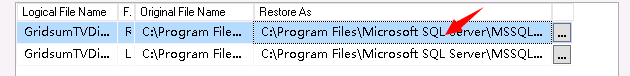 Logical File Name F. Original File Name Restore As
GridsumTVDi... R C:\Program File... C:\Program Files\Microsoft SQL Server\MSSQL... ...
GridsumTVDi... L C:\Program File... C:\Program Files\Microsoft SQL Server\MSSQL... ...